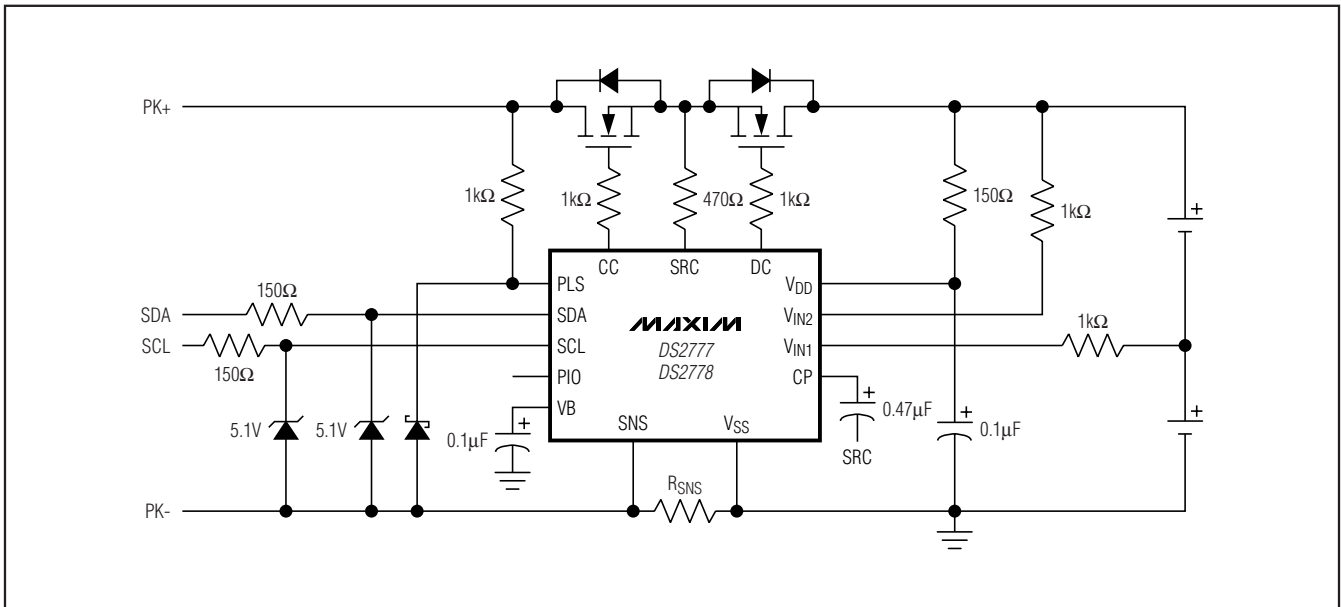 PK+
1kΩ
1kΩ
470Ω
1kΩ
150Ω
1kΩ
+
CC
SRC
DC
PLS
VDD
SDA
150Ω
SDA
MAXIM
VIN2
1kΩ
SCL
SCL
DS2777
VIN1
150Ω
DS2778
PIO
CP
+
VB
0.47µF
+
+
5.1V
5.1V
0.1µF
+
SNS
VSS
SRC
0.1µF
RSNS
PK-